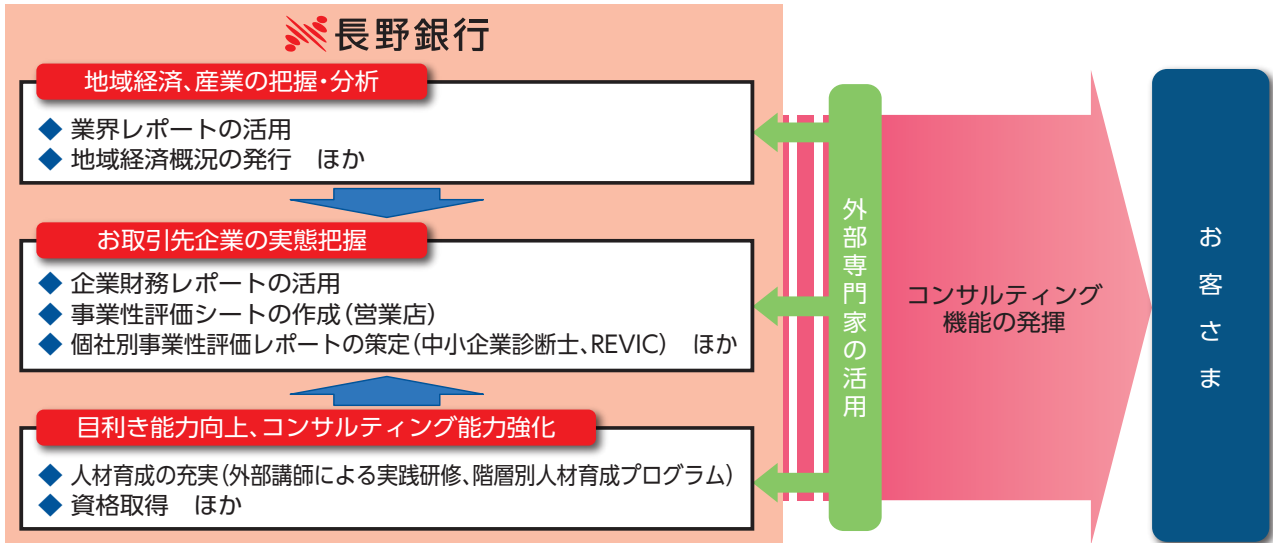 長野銀行
地域経済、産業の把握・分析
◆ 業界レポートの活用
◆ 地域経済概況の発行　ほか
お取引先企業の実態把握
◆ 企業財務レポートの活用
◆ 事業性評価シートの作成(営業店)
◆ 個社別事業性評価レポートの策定(中小企業診断士、REVIC)　ほか
目利き能力向上、コンサルティング能力強化
◆ 人材育成の充実(外部講師による実践研修、階層別人材育成プログラム)
◆ 資格取得　ほか
外部専門家の活用
コンサルティング
機能の発揮
お客さま